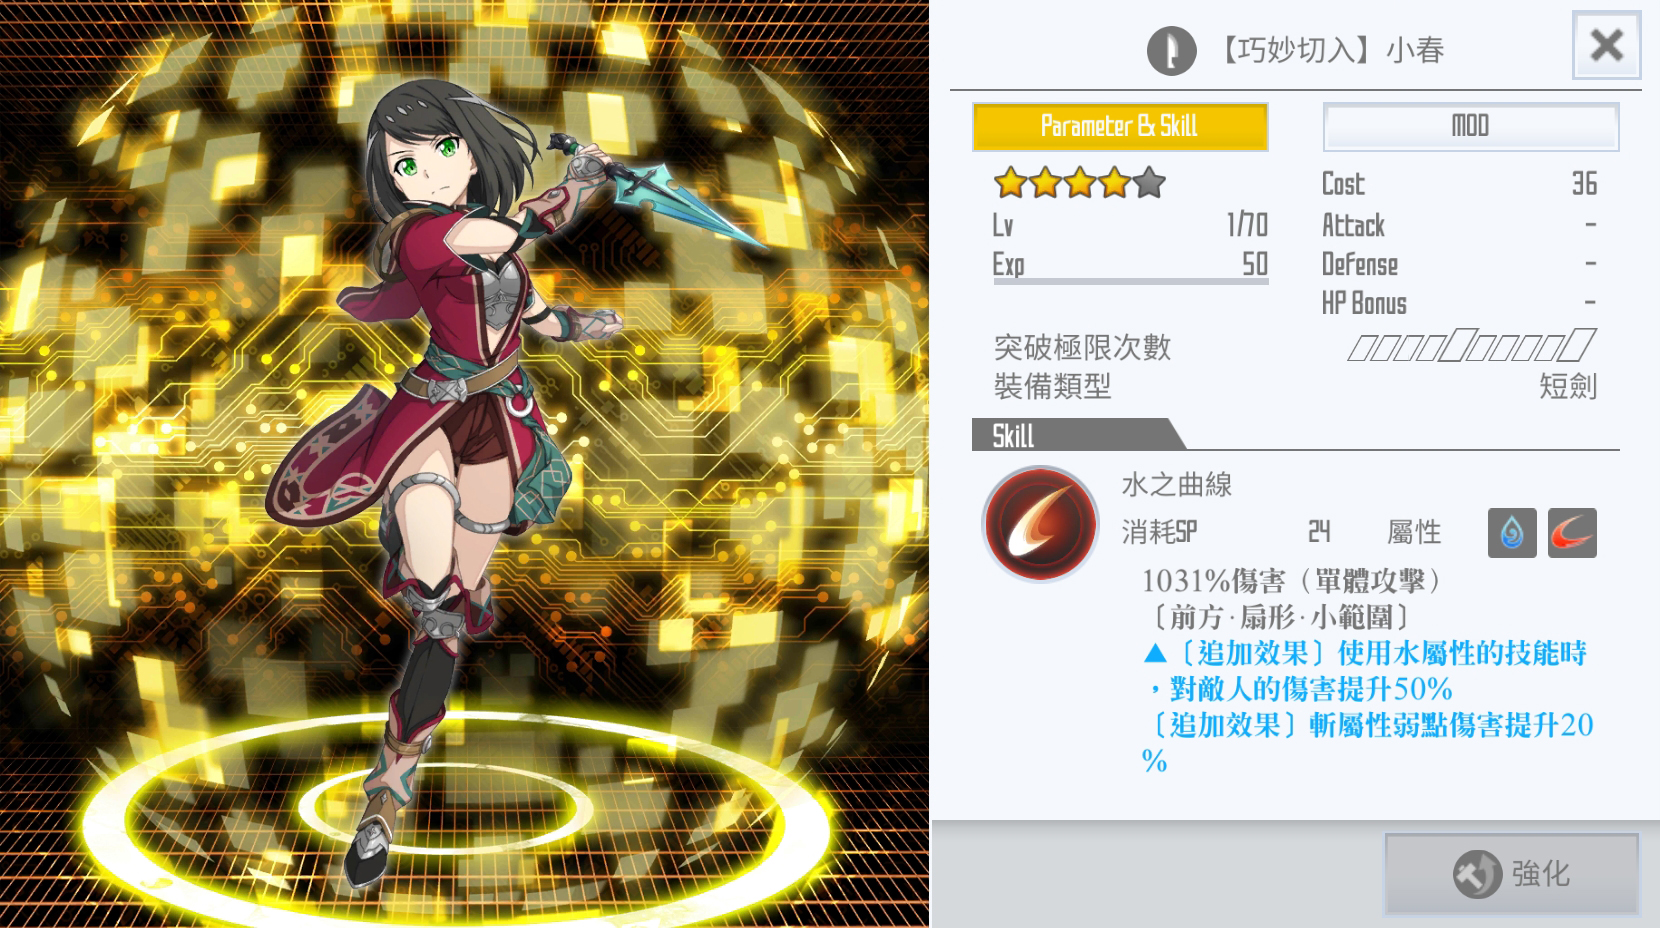 【巧妙切入】小春
Parameter & Skill
MOD
Lv 1/70
Exp 50
Cost 36
Attack -
Defense -
HP Bonus -
突破極限次數
裝備類型 短劍
Skill
水之曲線
消耗SP 24 屬性
1031%傷害（單體攻擊）
〔前方·扇形·小範圍〕
▲〔追加效果〕使用水屬性的技能時
，對敵人的傷害提升50%
〔追加效果〕斬屬性弱點傷害提升20
%
強化